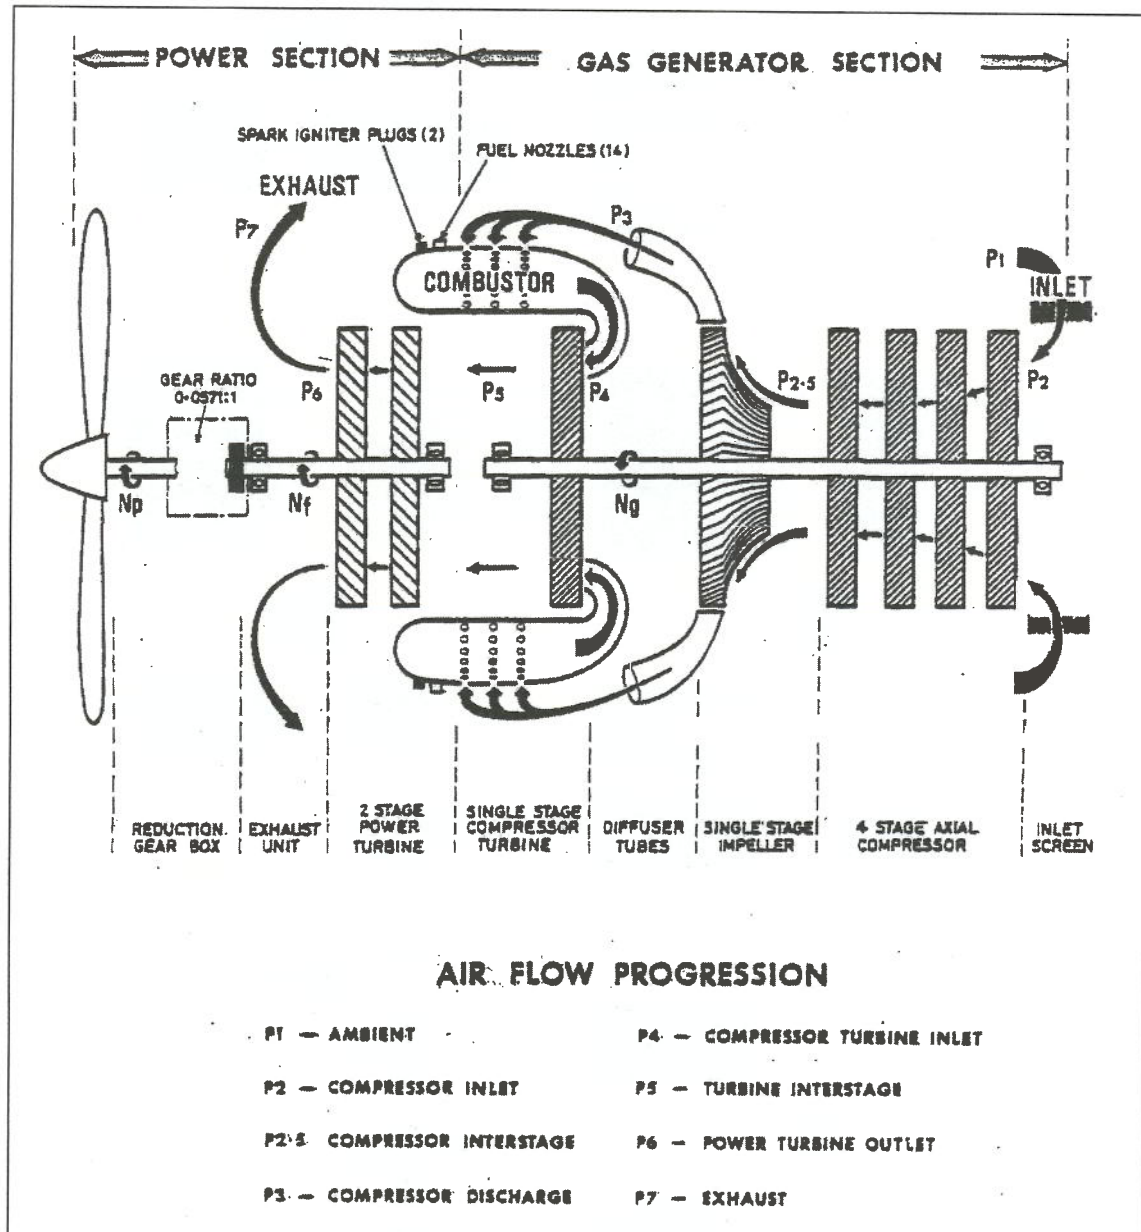 POWER SECTION
GAS GENERATOR SECTION
SPARK IGNITER PLUGS (2)
FUEL NOZZLES (14)
EXHAUST
P7
P3
P1
COMBUSTOR
INLET
GEAR RATIO
0.0571:1
P6
P5
P4
P2.5
P2
Np
Nf
Ng
REDUCTION
GEAR BOX
EXHAUST
UNIT
2 STAGE
POWER
TURBINE
SINGLE STAGE
COMPRESSOR
TURBINE
DIFFUSER
TUBES
SINGLE STAGE
IMPELLER
4 STAGE AXIAL
COMPRESSOR
INLET
SCREEN
AIR FLOW PROGRESSION
P1 — AMBIENT
P2 — COMPRESSOR INLET
P2.5 COMPRESSOR INTERSTAGE
P3 — COMPRESSOR DISCHARGE
P4 — COMPRESSOR TURBINE INLET
P5 — TURBINE INTERSTAGE
P6 — POWER TURBINE OUTLET
P7 — EXHAUST